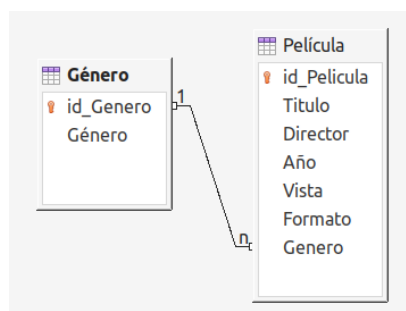 Género
id_Genero
Género
1
n
Película
id_Pelicula
Titulo
Director
Año
Vista
Formato
Genero